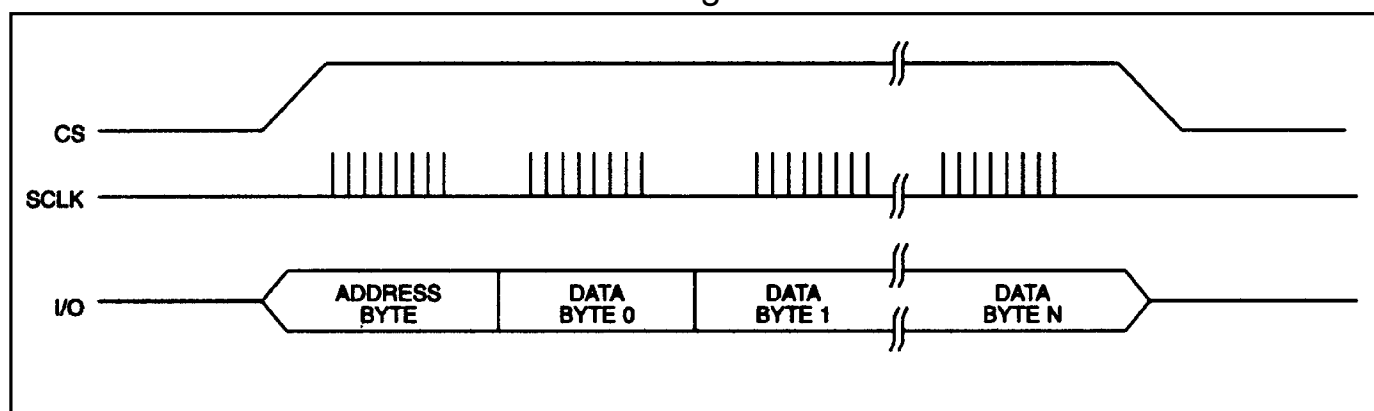 CS
SCLK
I/O
ADDRESS
BYTE
DATA
BYTE 0
DATA
BYTE 1
DATA
BYTE N